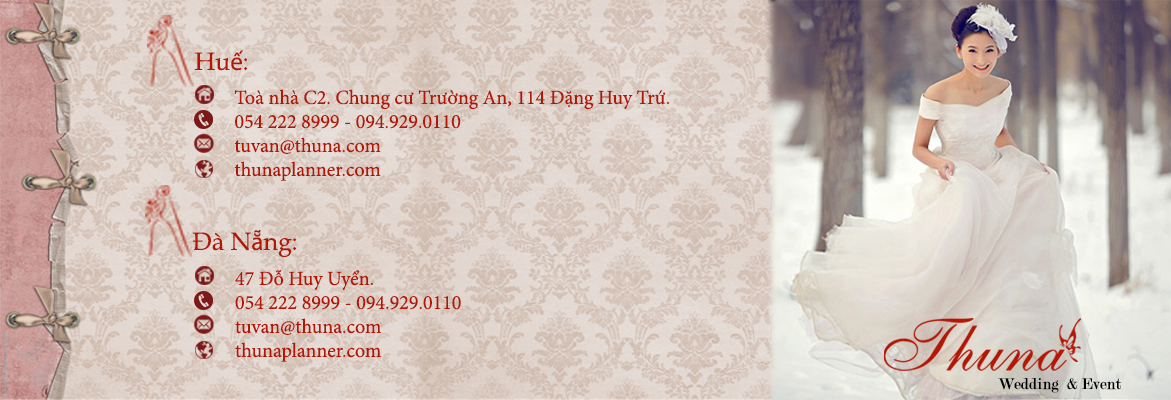 Huế:
Toà nhà C2. Chung cư Trường An, 114 Đặng Huy Trứ.
054 222 8999 - 094.929.0110
tuvan@thuna.com
thunaplanner.com
Đà Nẵng:
47 Đỗ Huy Uyển.
054 222 8999 - 094.929.0110
tuvan@thuna.com
thunaplanner.com
Thuna
Wedding & Event